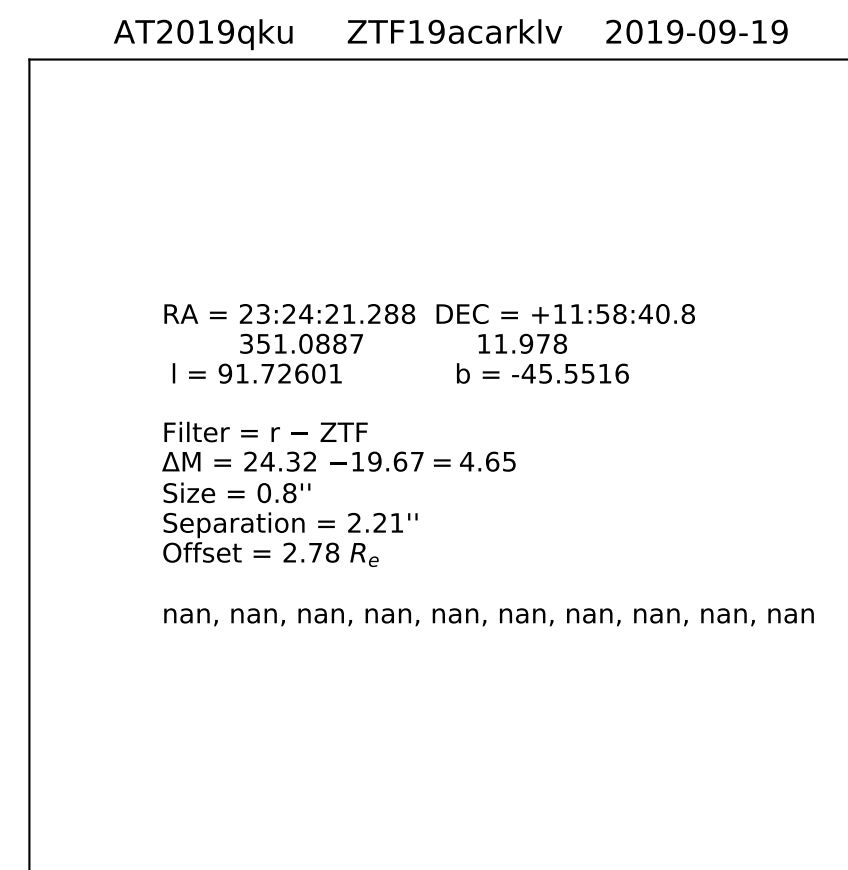 AT2019qku ZTF19acarklv 2019-09-19
RA = 23:24:21.288 DEC = +11:58:40.8
351.0887 11.978
l = 91.72601 b = -45.5516
Filter = r − ZTF
ΔM = 24.32 −19.67 = 4.65
Size = 0.8''
Separation = 2.21''
Offset = 2.78 Rₑ
nan, nan, nan, nan, nan, nan, nan, nan, nan, nan